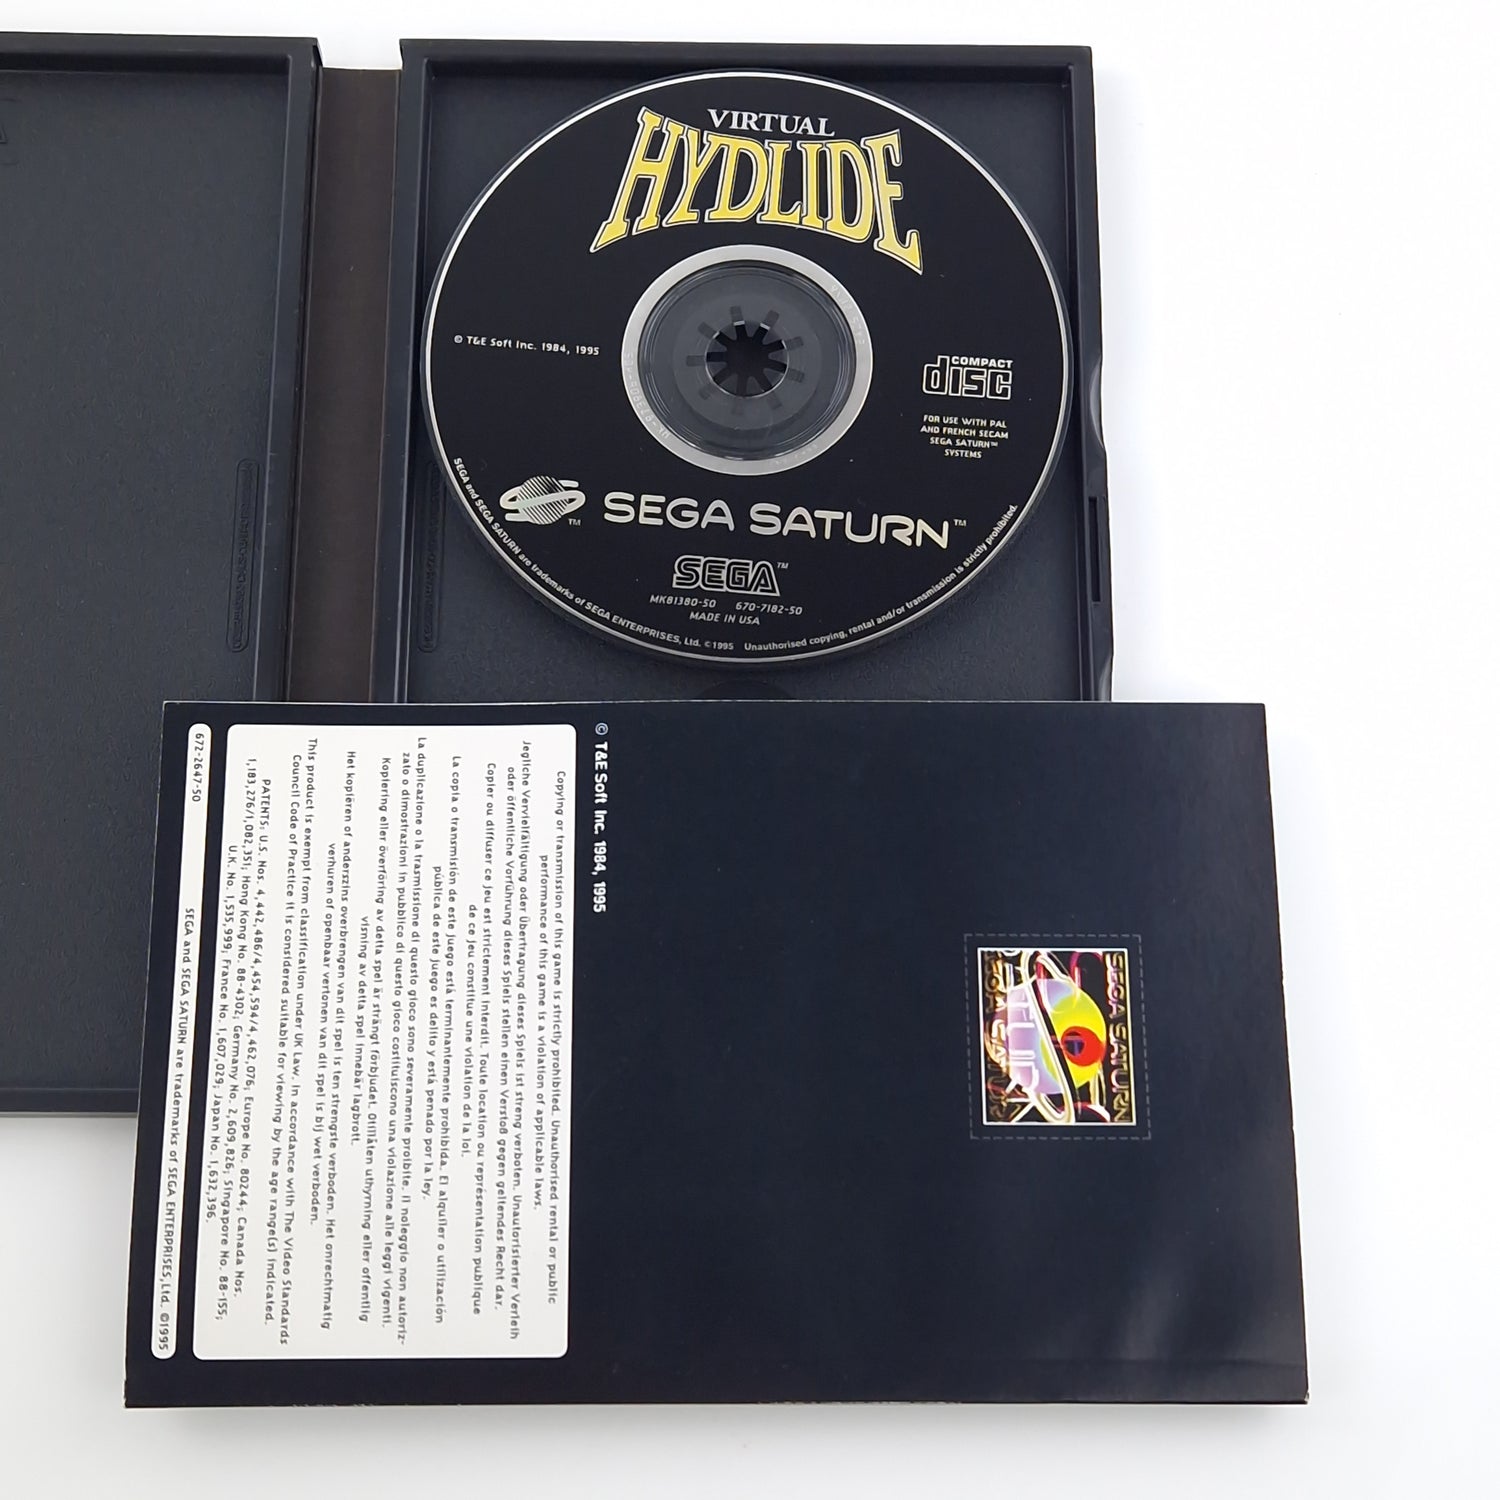 VIRTUAL
HYDLIDE
© T&E Soft Inc. 1984, 1995
COMPACT
disc
FOR USE WITH PAL
AND FRENCH SECAM
SEGA SATURN™
SYSTEMS
SEGA SATURN™
SEGA™
MK81380-50 670-7182-50
MADE IN USA
SEGA and SEGA SATURN are trademarks of SEGA ENTERPRISES, Ltd. ©1995 Unauthorised copying, rental and/or transmission is strictly prohibited.
© T&E Soft Inc. 1984, 1995
Copying or transmission of this game is strictly prohibited. Unauthorised rental or public
performance of this game is a violation of applicable laws.
Jegliche Vervielfältigung oder Übertragung dieses Spiels ist streng verboten. Unautorisierter Verleih
oder öffentliche Vorführung dieses Spiels stellen einen Verstoß gegen geltendes Recht dar.
Copier ou diffuser ce jeu est strictement interdit. Toute location ou représentation publique
de ce jeu constitue une violation de la loi.
La copia o transmisión de este juego está terminantemente prohibida. El alquiler o utilización
pública de este juego es delito y está penado por la ley.
La duplicazione o la trasmissione di questo gioco sono severamente proibite. Il noleggio non autoriz-
zato o dimostrazioni in pubblico di questo gioco costituiscono una violazione alle leggi vigenti.
Kopiering eller överföring av detta spel är strängt förbjudet. Otillåten uthyrning eller offentlig
visning av detta spel innebär lagbrott.
Het kopiëren of anderszins overbrengen van dit spel is ten strengste verboden. Het onrechtmatig
verhuren of openbaar vertonen van dit spel is bij wet verboden.
This product is exempt from classification under UK Law. In accordance with The Video Standards
Council Code of Practice it is considered suitable for viewing by the age range(s) indicated.
PATENTS: U.S. Nos. 4,442,486/4,454,594/4,462,076; Europe No. 80244; Canada Nos.
1,183,276/1,082,351; Hong Kong No. 88-4302; Germany No. 2,609,826; Singapore No. 88-155;
U.K. No. 1,535,999; France No. 1,607,029; Japan No. 1,632,396.
672-2647-50 SEGA and SEGA SATURN are trademarks of SEGA ENTERPRISES, Ltd. ©1995
SEGA SATURN